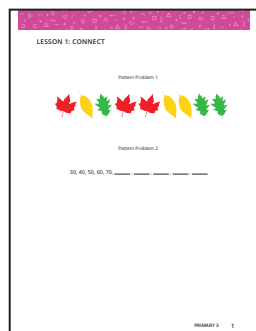 LESSON 1: CONNECT
Pattern Problem 1
Pattern Problem 2
30, 40, 50, 60, 70, ____, ____, ____, ____, ____
PRIMARY 3 1